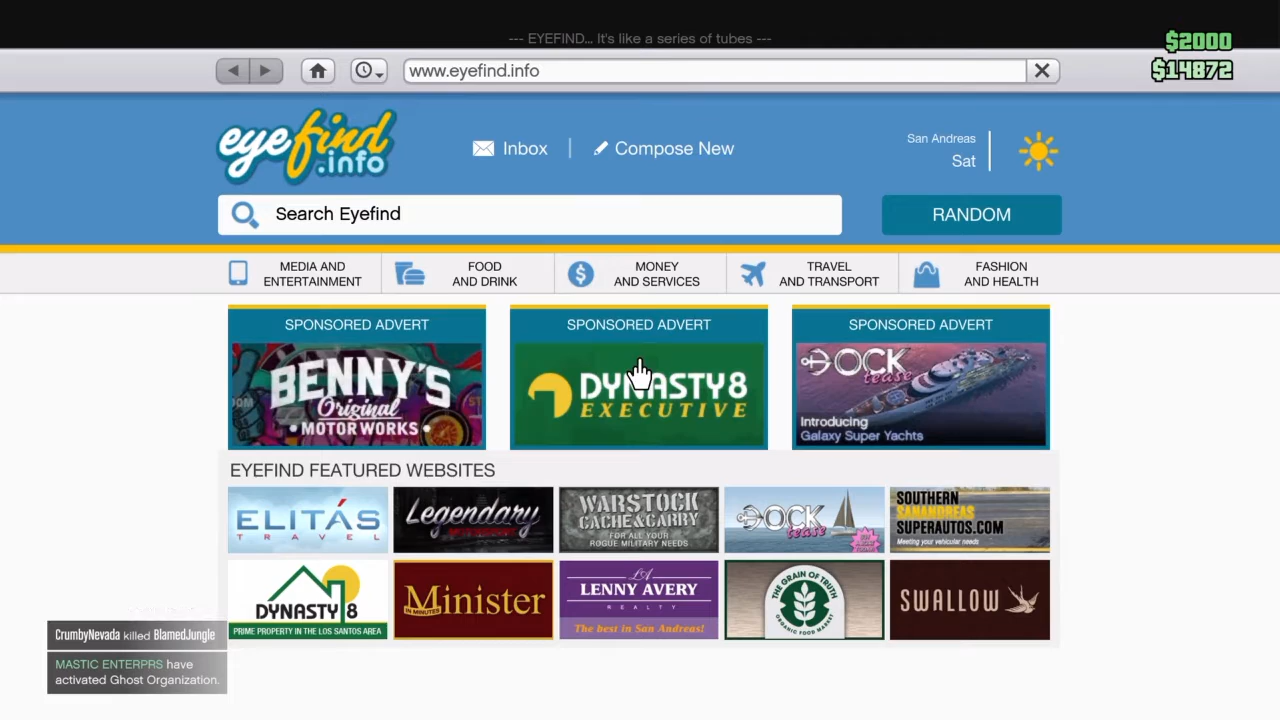 --- EYEFIND... It's like a series of tubes ---
$2000
$14872
www.eyefind.info
eyefind
.info
Inbox
Compose New
San Andreas
Sat
Search Eyefind
RANDOM
MEDIA AND
ENTERTAINMENT
FOOD
AND DRINK
MONEY
AND SERVICES
TRAVEL
AND TRANSPORT
FASHION
AND HEALTH
SPONSORED ADVERT
BENNY'S
Original
• MOTOR WORKS •
SPONSORED ADVERT
DYNASTY8
EXECUTIVE
SPONSORED ADVERT
DOCK
tease
Introducing
Galaxy Super Yachts
EYEFIND FEATURED WEBSITES
ELITÁS
TRAVEL
Legendary
WARSTOCK
CACHE&CARRY
FOR ALL YOUR
ROGUE MILITARY NEEDS
DOCK
tease
SOUTHERN
SANANDREAS
SUPERAUTOS.COM
Meeting your vehicular needs
DYNASTY 8
PRIME PROPERTY IN THE LOS SANTOS AREA
IN MINUTES
Minister
LA
LENNY AVERY
REALTY
The best in San Andreas!
THE GRAIN OF TRUTH
ORGANIC FOOD MARKET
SWALLOW
CrumbyNevada killed BlamedJungle
MASTIC ENTERPRS have
activated Ghost Organization.